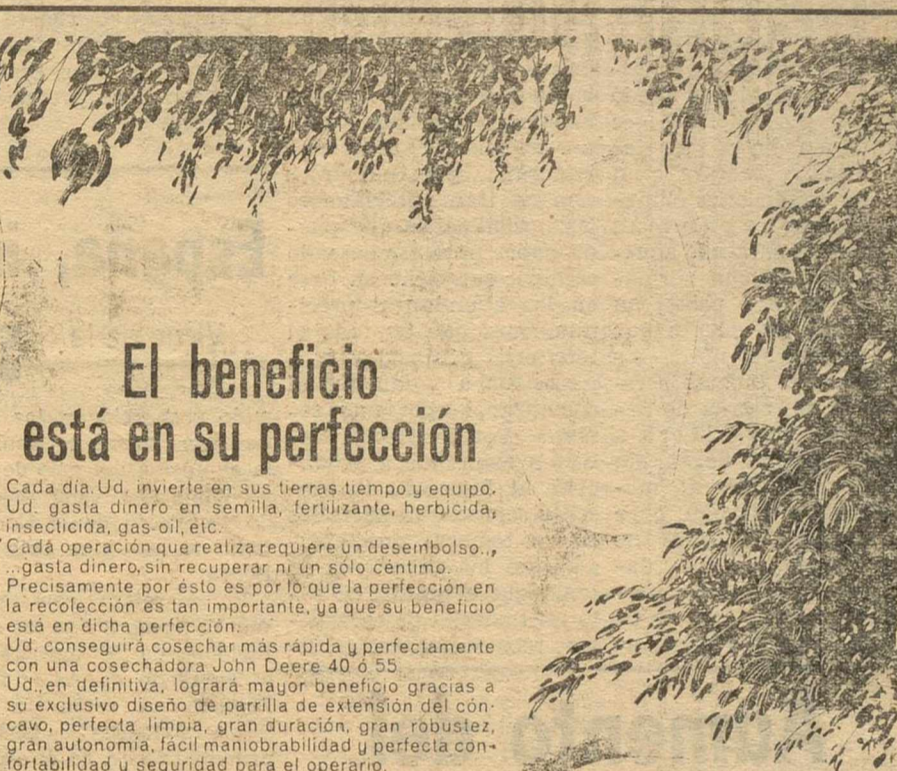 El beneficio
está en su perfección
Cada día Ud. invierte en sus tierras tiempo y equipo.
Ud. gasta dinero en semilla, fertilizante, herbicida,
insecticida, gas-oil, etc.
Cada operación que realiza requiere un desembolso...
...gasta dinero, sin recuperar ni un sólo céntimo.
Precisamente por ésto es por lo que la perfección en
la recolección es tan importante, ya que su beneficio
está en dicha perfección.
Ud. conseguirá cosechar más rápida y perfectamente
con una cosechadora John Deere 40 ó 55
Ud., en definitiva, logrará mayor beneficio gracias a
su exclusivo diseño de parrilla de extensión del cón-
cavo, perfecta limpia, gran duración, gran robustez,
gran autonomía, fácil maniobrabilidad y perfecta con-
fortabilidad y seguridad para el operario.